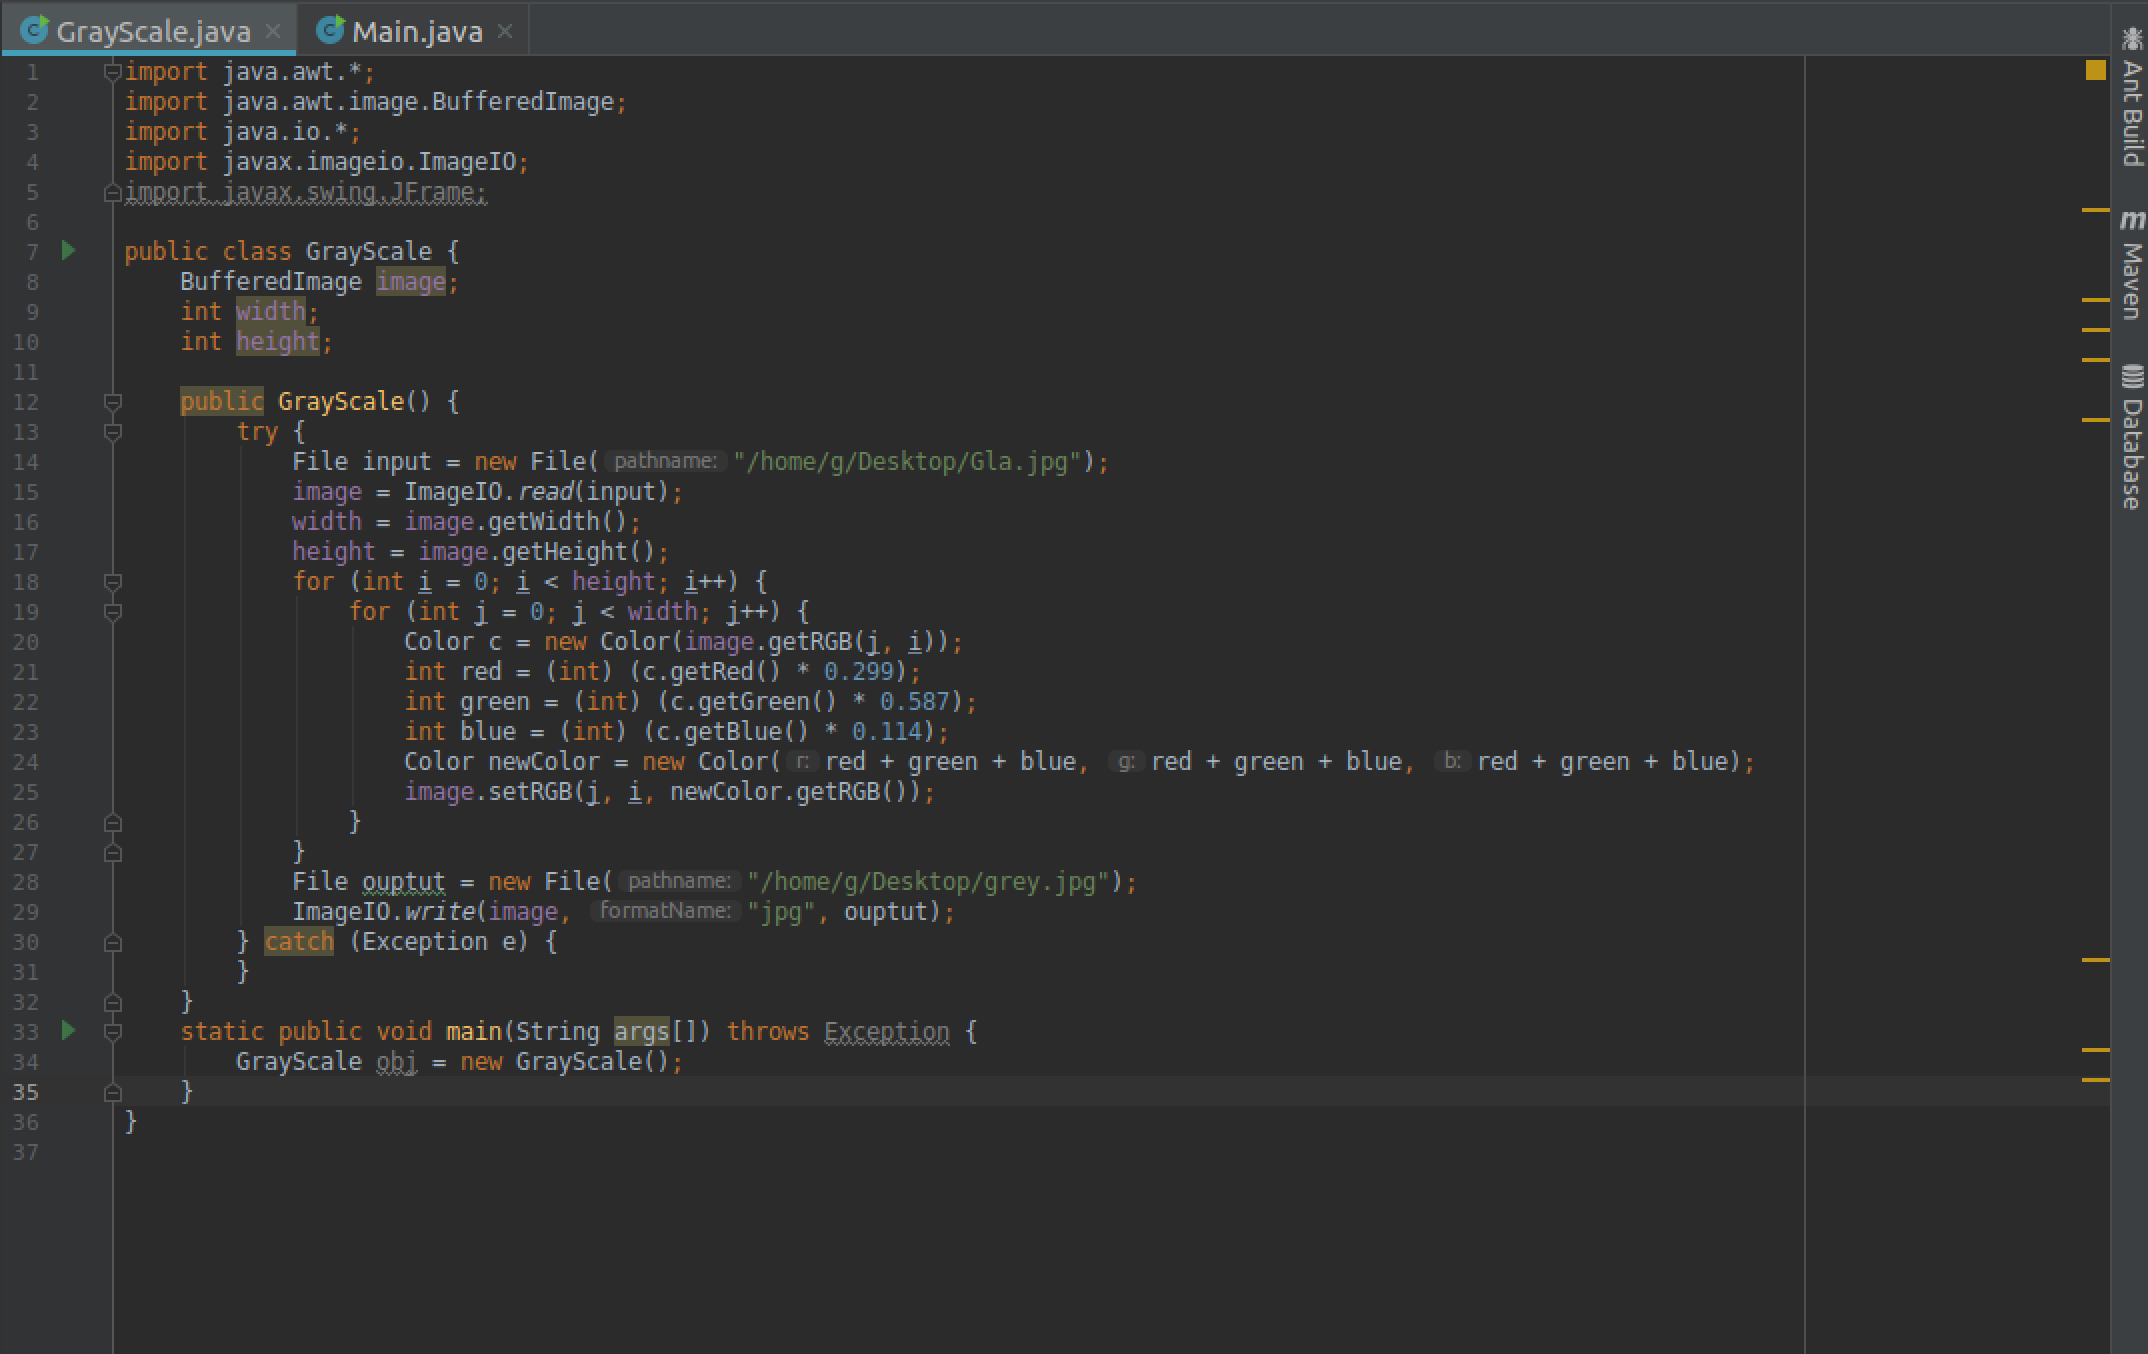 GrayScale.java
Main.java
1 import java.awt.*;
2 import java.awt.image.BufferedImage;
3 import java.io.*;
4 import javax.imageio.ImageIO;
5 import javax.swing.JFrame;
6
7 public class GrayScale {
8     BufferedImage image;
9     int width;
10     int height;
11
12     public GrayScale() {
13         try {
14             File input = new File( pathname: "/home/g/Desktop/Gla.jpg");
15             image = ImageIO.read(input);
16             width = image.getWidth();
17             height = image.getHeight();
18             for (int i = 0; i < height; i++) {
19                 for (int j = 0; j < width; j++) {
20                     Color c = new Color(image.getRGB(j, i));
21                     int red = (int) (c.getRed() * 0.299);
22                     int green = (int) (c.getGreen() * 0.587);
23                     int blue = (int) (c.getBlue() * 0.114);
24                     Color newColor = new Color( r: red + green + blue, g: red + green + blue, b: red + green + blue);
25                     image.setRGB(j, i, newColor.getRGB());
26                 }
27             }
28             File ouptut = new File( pathname: "/home/g/Desktop/grey.jpg");
29             ImageIO.write(image, formatName: "jpg", ouptut);
30         } catch (Exception e) {
31         }
32     }
33     static public void main(String args[]) throws Exception {
34         GrayScale obj = new GrayScale();
35     }
36 }
37
Ant Build
Maven
Database